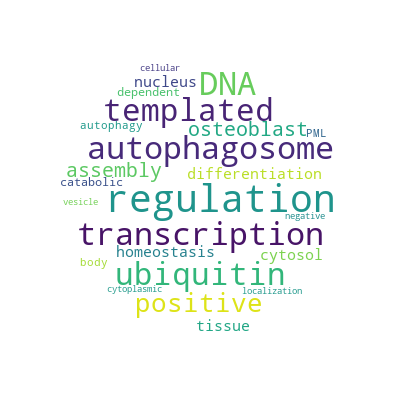 cellular
nucleus DNA
dependent
templated
autophagy osteoblast PML
autophagosome
assembly differentiation
catabolic
regulation
vesicle
negative
transcription
homeostasis cytosol
body
ubiquitin
cytoplasmic localization
positive
tissue